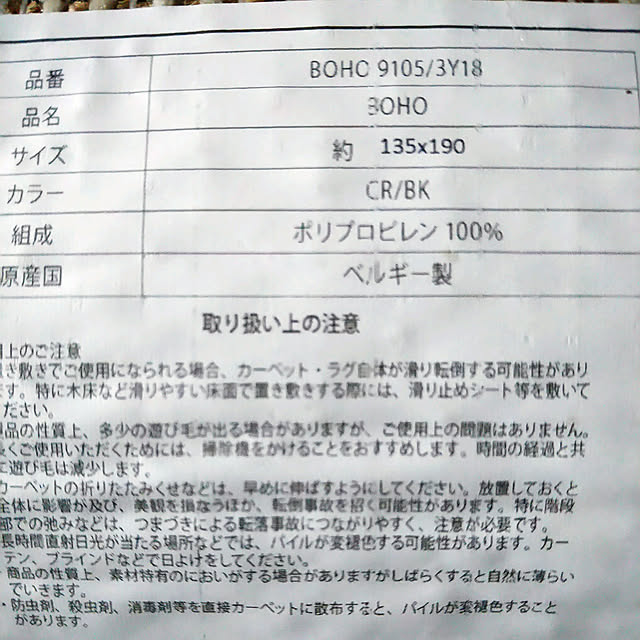 品番 BOHO 9105/3Y18
品名 BOHO
サイズ 約 135x190
カラー CR/BK
組成 ポリプロピレン 100%
原産国 ベルギー製
取り扱い上の注意
用上のご注意
き敷きでご使用になられる場合、カーペット・ラグ自体が滑り転倒する可能性があり
ます。特に木床など滑りやすい床面で置き敷きする際には、滑り止めシート等を敷いて
ください。
品の性質上、多少の遊び毛が出る場合がありますが、ご使用上の問題はありません。
長くご使用いただくためには、掃除機をかけることをおすすめします。時間の経過と共
に遊び毛は減少します。
カーペットの折りたたみぐせなどは、早めに伸ばすようにしてください。放置しておくと
全体に影響が及び、美観を損なうほか、転倒事故を招く可能性があります。特に階段
部での弛みなどは、つまづきによる転落事故につながりやすく、注意が必要です。
長時間直射日光が当たる場所などでは、パイルが変褪色する可能性があります。カー
テン、ブラインドなどで日よけをしてください。
・商品の性質上、素材特有のにおいがする場合がありますがしばらくすると自然に薄らい
でいきます。
・防虫剤、殺虫剤、消毒剤等を直接カーペットに散布すると、パイルが変褪色すること
があります。